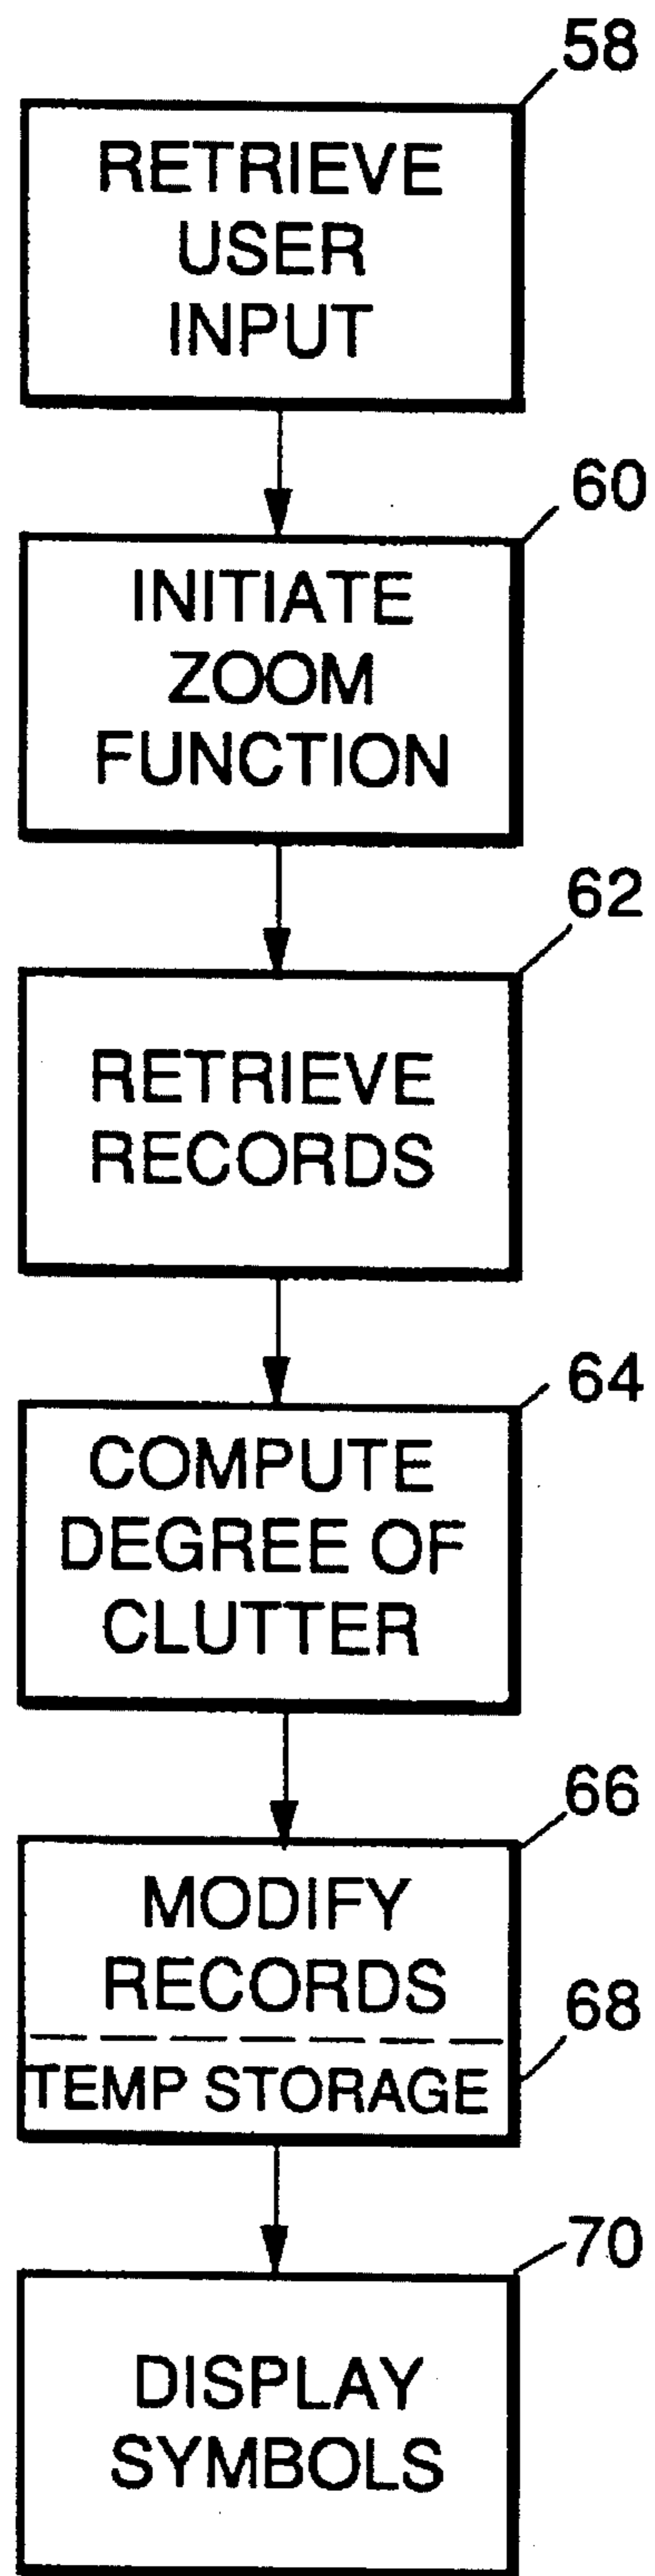 58
RETRIEVE
USER
INPUT
60
INITIATE
ZOOM
FUNCTION
62
RETRIEVE
RECORDS
64
COMPUTE
DEGREE OF
CLUTTER
66
MODIFY
RECORDS
68
TEMP STORAGE
70
DISPLAY
SYMBOLS